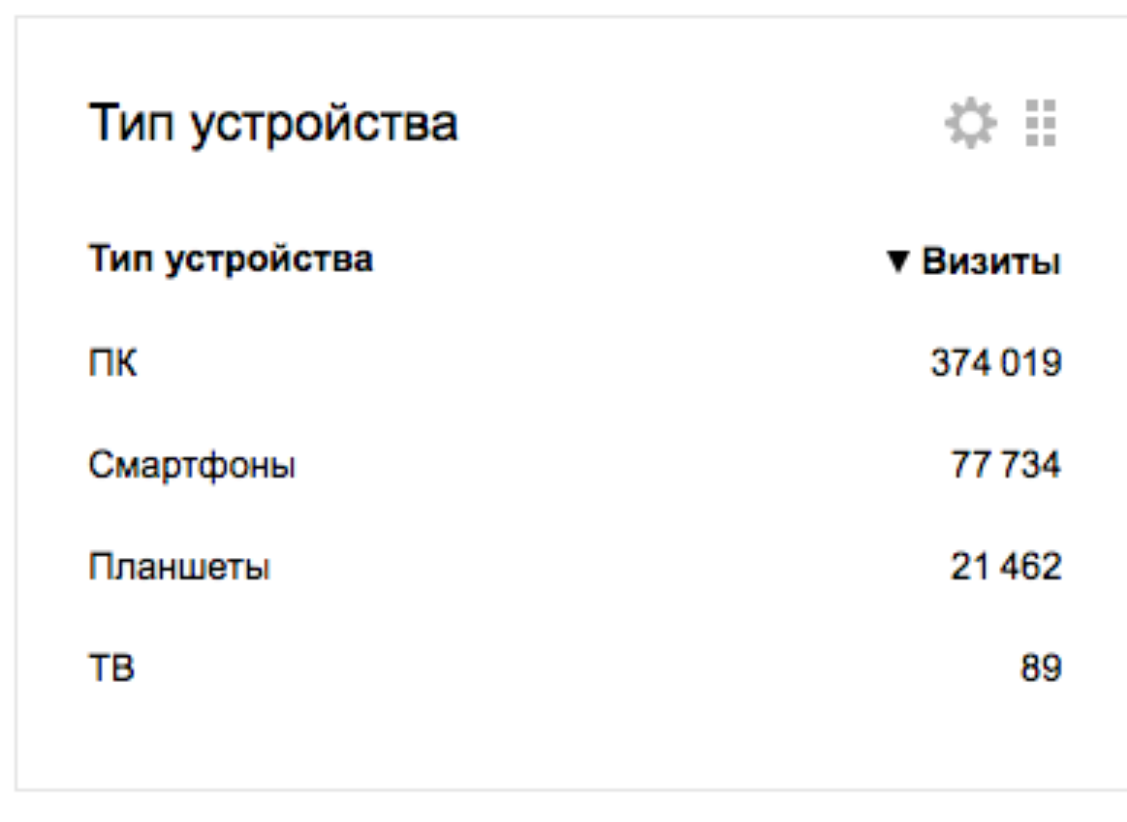 Тип устройства
Тип устройства ▼ Визиты
ПК 374 019
Смартфоны 77 734
Планшеты 21 462
ТВ 89